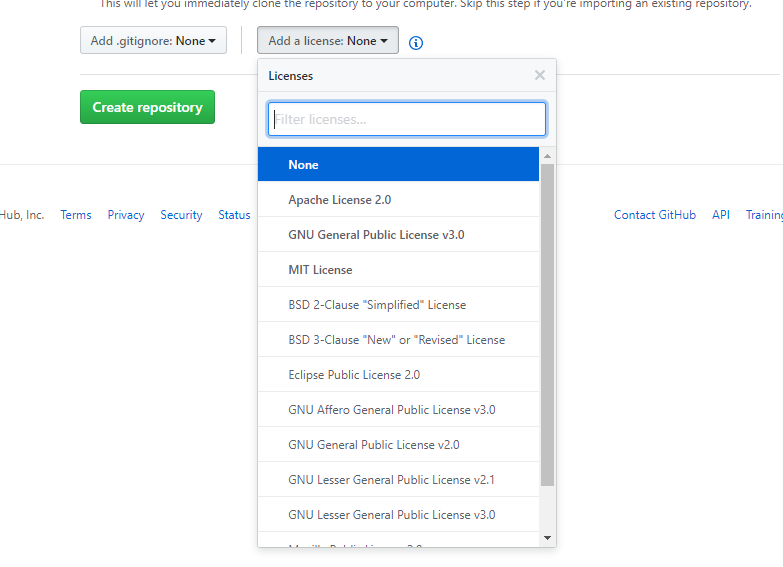 This will let you immediately clone the repository to your computer. Skip this step if you're importing an existing repository.
Add .gitignore: None Add a license: None
Licenses
Create repository
Filter licenses...
None
Apache License 2.0
Hub, Inc. Terms Privacy Security Status Contact GitHub API Training
GNU General Public License v3.0
MIT License
BSD 2-Clause "Simplified" License
BSD 3-Clause "New" or "Revised" License
Eclipse Public License 2.0
GNU Affero General Public License v3.0
GNU General Public License v2.0
GNU Lesser General Public License v2.1
GNU Lesser General Public License v3.0